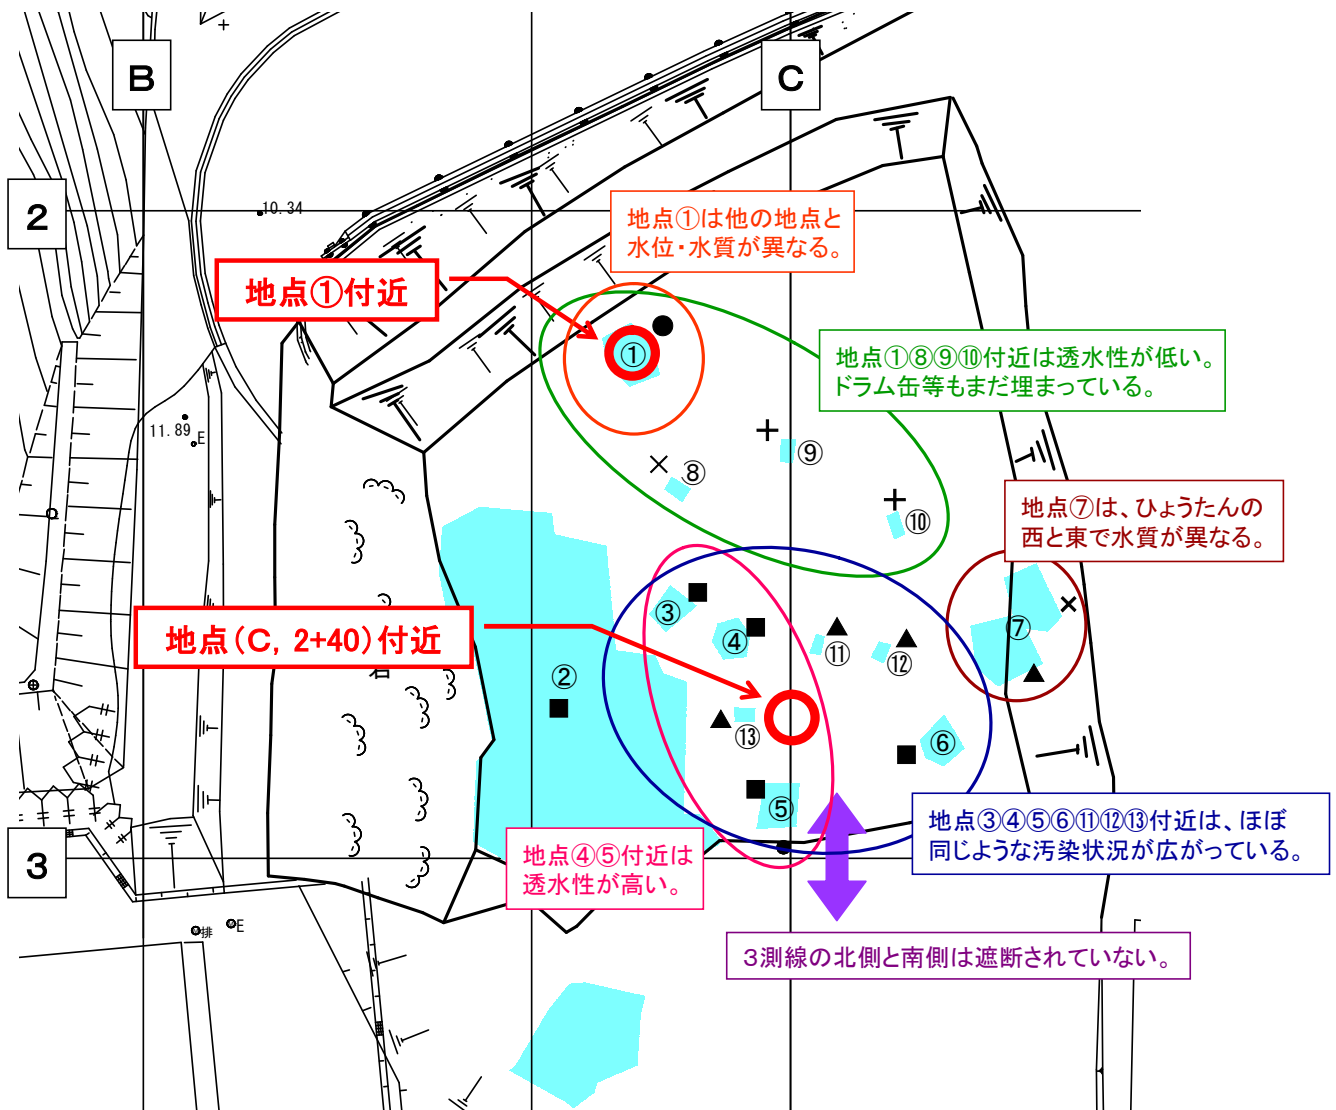 B
C
2
10.34
地点①は他の地点と
水位・水質が異なる。
地点①付近
①
地点①⑧⑨⑩付近は透水性が低い。
ドラム缶等もまだ埋まっている。
11.89
E
⑨
⑧
⑩
地点⑦は、ひょうたんの
西と東で水質が異なる。
③
④
⑪
⑫
⑦
地点(C, 2+40)付近
②
⑬
⑥
⑤
地点③④⑤⑥⑪⑫⑬付近は、ほぼ
同じような汚染状況が広がっている。
地点④⑤付近は
透水性が高い。
3
排
E
3測線の北側と南側は遮断されていない。